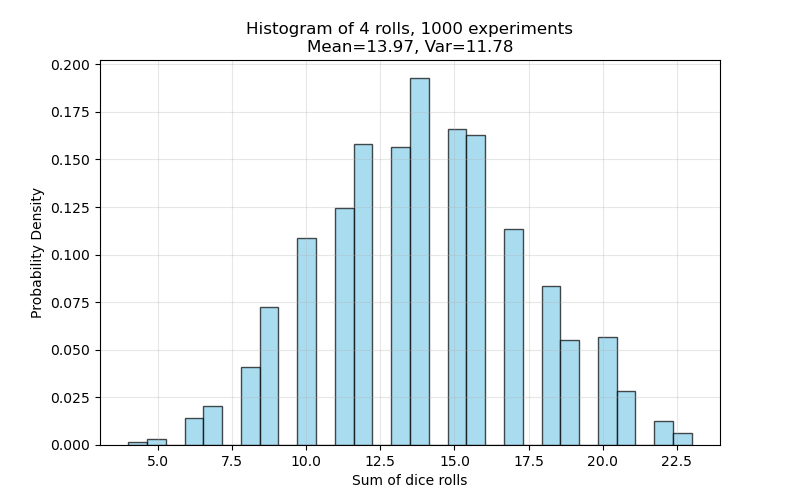 Histogram of 4 rolls, 1000 experiments
Mean=13.97, Var=11.78
0.200
0.175
0.150
0.125
0.100
0.075
0.050
0.025
0.000
Probability Density
5.0 7.5 10.0 12.5 15.0 17.5 20.0 22.5
Sum of dice rolls